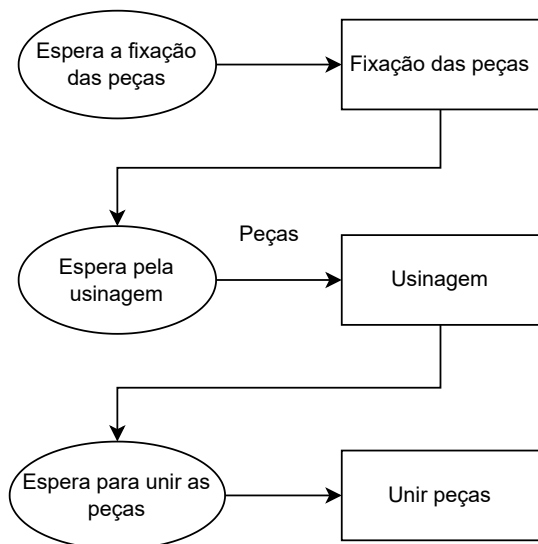 Espera a fixação
das peças
Fixação das peças
Peças
Espera pela
usinagem
Usinagem
Espera para unir as
peças
Unir peças